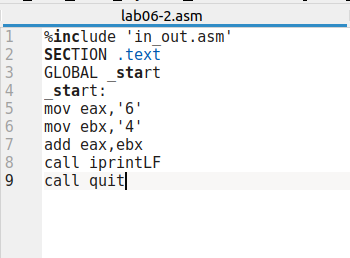 lab06-2.asm
1 %include 'in_out.asm'
2 SECTION .text
3 GLOBAL _start
4 _start:
5 mov eax,'6'
6 mov ebx,'4'
7 add eax,ebx
8 call iprintLF
9 call quit